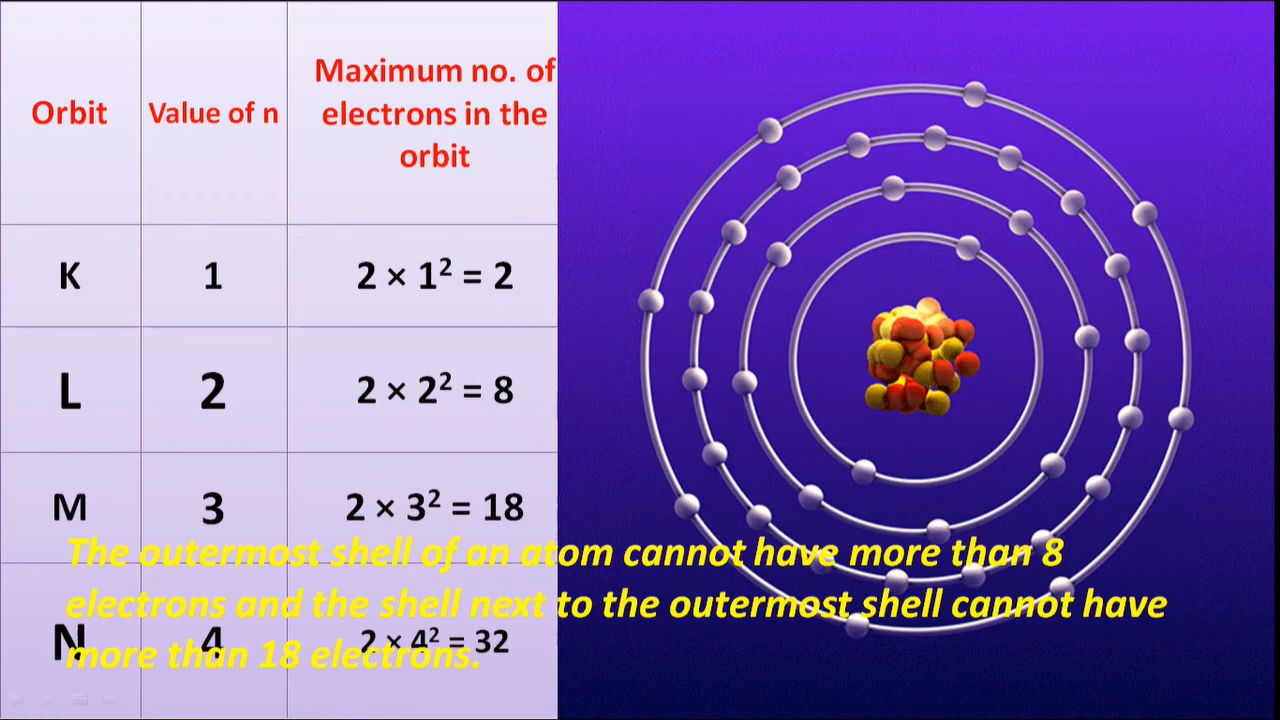 Orbit
Value of n
Maximum no. of
electrons in the
orbit
K 1 2 × 1² = 2
L 2 2 × 2² = 8
M 3 2 × 3² = 18
N 4 2 × 4² = 32
The outermost shell of an atom cannot have more than 8
electrons and the shell next to the outermost shell cannot have
more than 18 electrons.